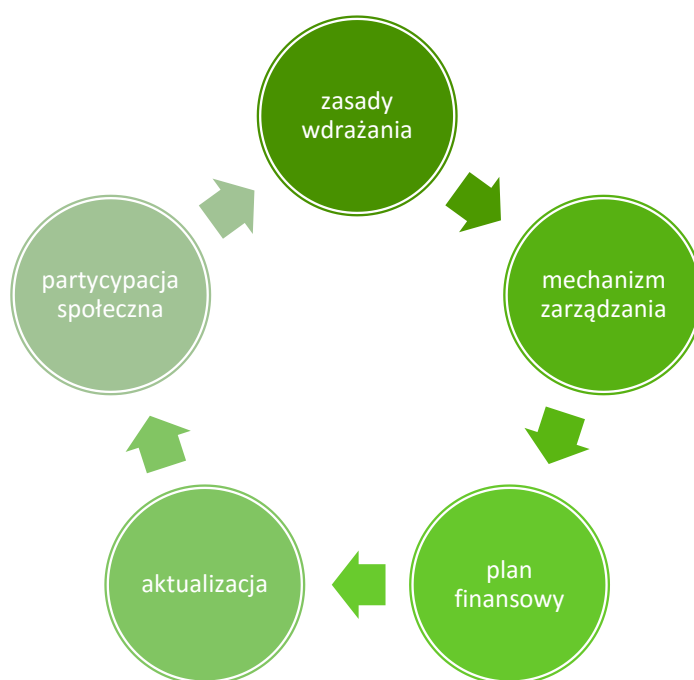 zasady
wdrażania
mechanizm
zarządzania
plan
finansowy
aktualizacja
partycypacja
społeczna